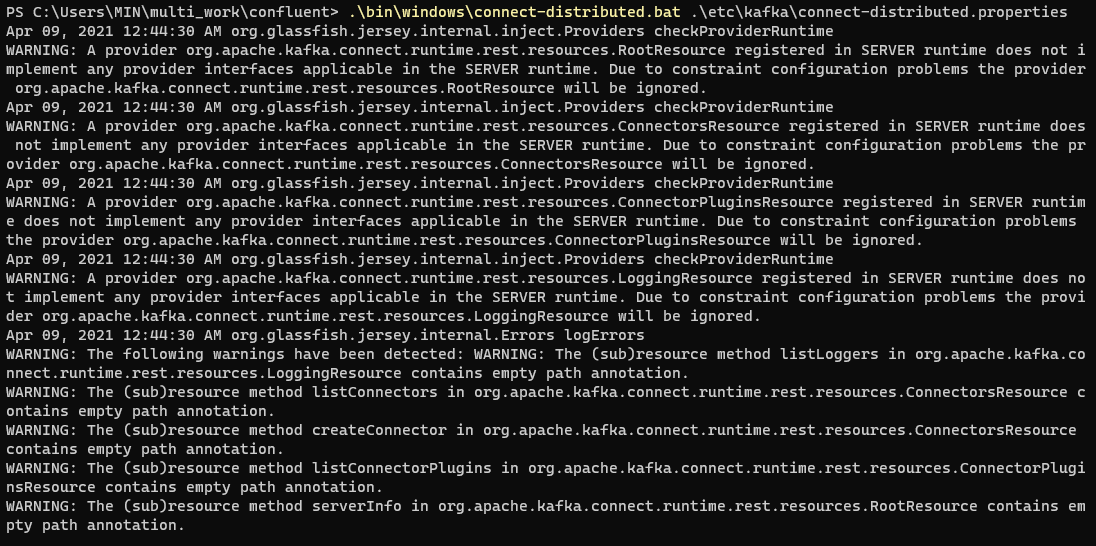 PS C:\Users\MIN\multi_work\confluent> .\bin\windows\connect-distributed.bat .\etc\kafka\connect-distributed.properties
Apr 09, 2021 12:44:30 AM org.glassfish.jersey.internal.inject.Providers checkProviderRuntime
WARNING: A provider org.apache.kafka.connect.runtime.rest.resources.RootResource registered in SERVER runtime does not i
mplement any provider interfaces applicable in the SERVER runtime. Due to constraint configuration problems the provider
 org.apache.kafka.connect.runtime.rest.resources.RootResource will be ignored.
Apr 09, 2021 12:44:30 AM org.glassfish.jersey.internal.inject.Providers checkProviderRuntime
WARNING: A provider org.apache.kafka.connect.runtime.rest.resources.ConnectorsResource registered in SERVER runtime does
 not implement any provider interfaces applicable in the SERVER runtime. Due to constraint configuration problems the pr
ovider org.apache.kafka.connect.runtime.rest.resources.ConnectorsResource will be ignored.
Apr 09, 2021 12:44:30 AM org.glassfish.jersey.internal.inject.Providers checkProviderRuntime
WARNING: A provider org.apache.kafka.connect.runtime.rest.resources.ConnectorPluginsResource registered in SERVER runtim
e does not implement any provider interfaces applicable in the SERVER runtime. Due to constraint configuration problems
the provider org.apache.kafka.connect.runtime.rest.resources.ConnectorPluginsResource will be ignored.
Apr 09, 2021 12:44:30 AM org.glassfish.jersey.internal.inject.Providers checkProviderRuntime
WARNING: A provider org.apache.kafka.connect.runtime.rest.resources.LoggingResource registered in SERVER runtime does no
t implement any provider interfaces applicable in the SERVER runtime. Due to constraint configuration problems the provi
der org.apache.kafka.connect.runtime.rest.resources.LoggingResource will be ignored.
Apr 09, 2021 12:44:30 AM org.glassfish.jersey.internal.Errors logErrors
WARNING: The following warnings have been detected: WARNING: The (sub)resource method listLoggers in org.apache.kafka.co
nnect.runtime.rest.resources.LoggingResource contains empty path annotation.
WARNING: The (sub)resource method listConnectors in org.apache.kafka.connect.runtime.rest.resources.ConnectorsResource c
ontains empty path annotation.
WARNING: The (sub)resource method createConnector in org.apache.kafka.connect.runtime.rest.resources.ConnectorsResource
contains empty path annotation.
WARNING: The (sub)resource method listConnectorPlugins in org.apache.kafka.connect.runtime.rest.resources.ConnectorPlugi
nsResource contains empty path annotation.
WARNING: The (sub)resource method serverInfo in org.apache.kafka.connect.runtime.rest.resources.RootResource contains em
pty path annotation.